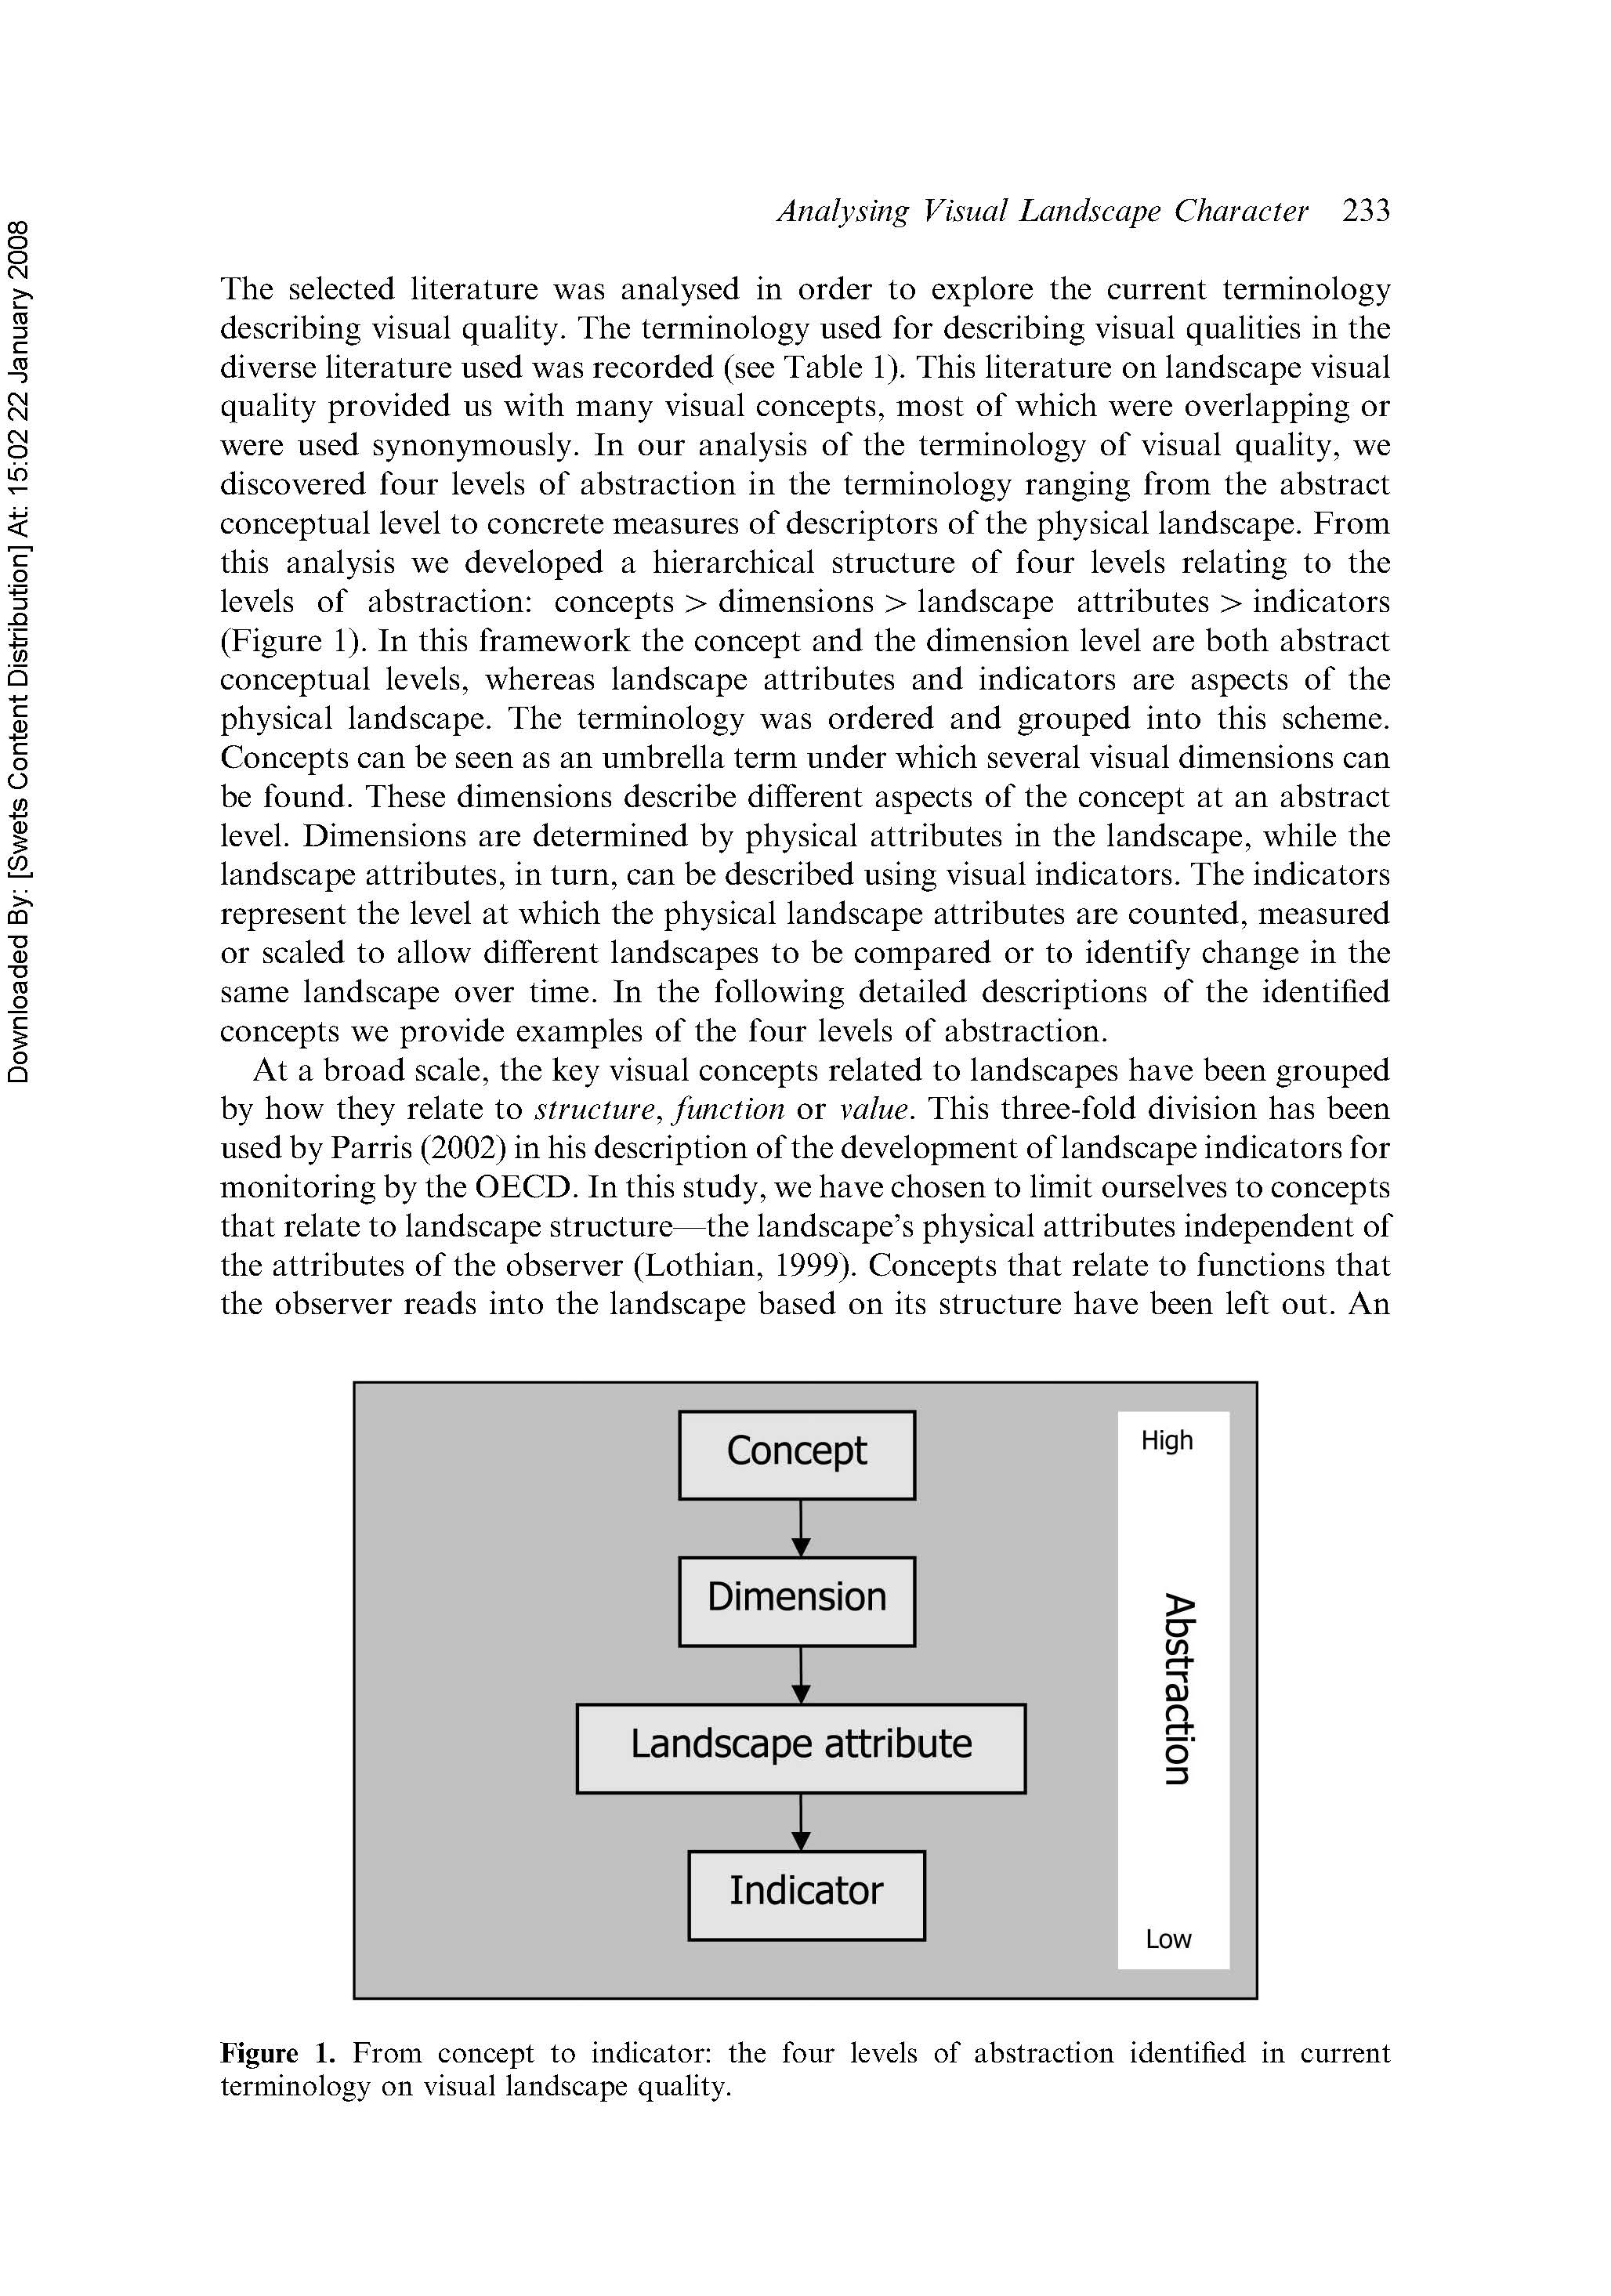 Analysing Visual Landscape Character 233
The selected literature was analysed in order to explore the current terminology
describing visual quality. The terminology used for describing visual qualities in the
diverse literature used was recorded (see Table 1). This literature on landscape visual
quality provided us with many visual concepts, most of which were overlapping or
were used synonymously. In our analysis of the terminology of visual quality, we
discovered four levels of abstraction in the terminology ranging from the abstract
conceptual level to concrete measures of descriptors of the physical landscape. From
this analysis we developed a hierarchical structure of four levels relating to the
levels of abstraction: concepts > dimensions > landscape attributes > indicators
(Figure 1). In this framework the concept and the dimension level are both abstract
conceptual levels, whereas landscape attributes and indicators are aspects of the
physical landscape. The terminology was ordered and grouped into this scheme.
Concepts can be seen as an umbrella term under which several visual dimensions can
be found. These dimensions describe different aspects of the concept at an abstract
level. Dimensions are determined by physical attributes in the landscape, while the
landscape attributes, in turn, can be described using visual indicators. The indicators
represent the level at which the physical landscape attributes are counted, measured
or scaled to allow different landscapes to be compared or to identify change in the
same landscape over time. In the following detailed descriptions of the identified
concepts we provide examples of the four levels of abstraction.
At a broad scale, the key visual concepts related to landscapes have been grouped
by how they relate to structure, function or value. This three-fold division has been
used by Parris (2002) in his description of the development of landscape indicators for
monitoring by the OECD. In this study, we have chosen to limit ourselves to concepts
that relate to landscape structure—the landscape's physical attributes independent of
the attributes of the observer (Lothian, 1999). Concepts that relate to functions that
the observer reads into the landscape based on its structure have been left out. An
Concept
Dimension
Landscape attribute
Indicator
High
Abstraction
Low
Figure 1. From concept to indicator: the four levels of abstraction identified in current
terminology on visual landscape quality.
Downloaded By: [Swets Content Distribution] At: 15:02 22 January 2008